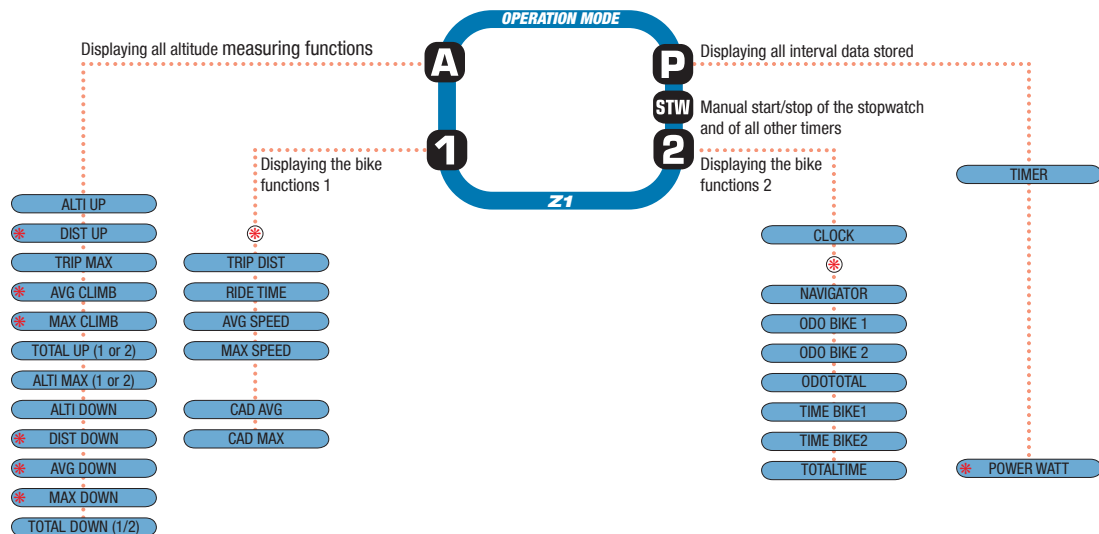 OPERATION MODE
Displaying all altitude measuring functions
A
P
Displaying all interval data stored
STW
Manual start/stop of the stopwatch
and of all other timers
1
2
Displaying the bike
functions 1
Displaying the bike
functions 2
Z1
ALTI UP
DIST UP
TRIP MAX
AVG CLIMB
MAX CLIMB
TOTAL UP (1 or 2)
ALTI MAX (1 or 2)
ALTI DOWN
DIST DOWN
AVG DOWN
MAX DOWN
TOTAL DOWN (1/2)
TRIP DIST
RIDE TIME
AVG SPEED
MAX SPEED
CAD AVG
CAD MAX
CLOCK
NAVIGATOR
ODO BIKE 1
ODO BIKE 2
ODOTOTAL
TIME BIKE1
TIME BIKE2
TOTALTIME
TIMER
POWER WATT